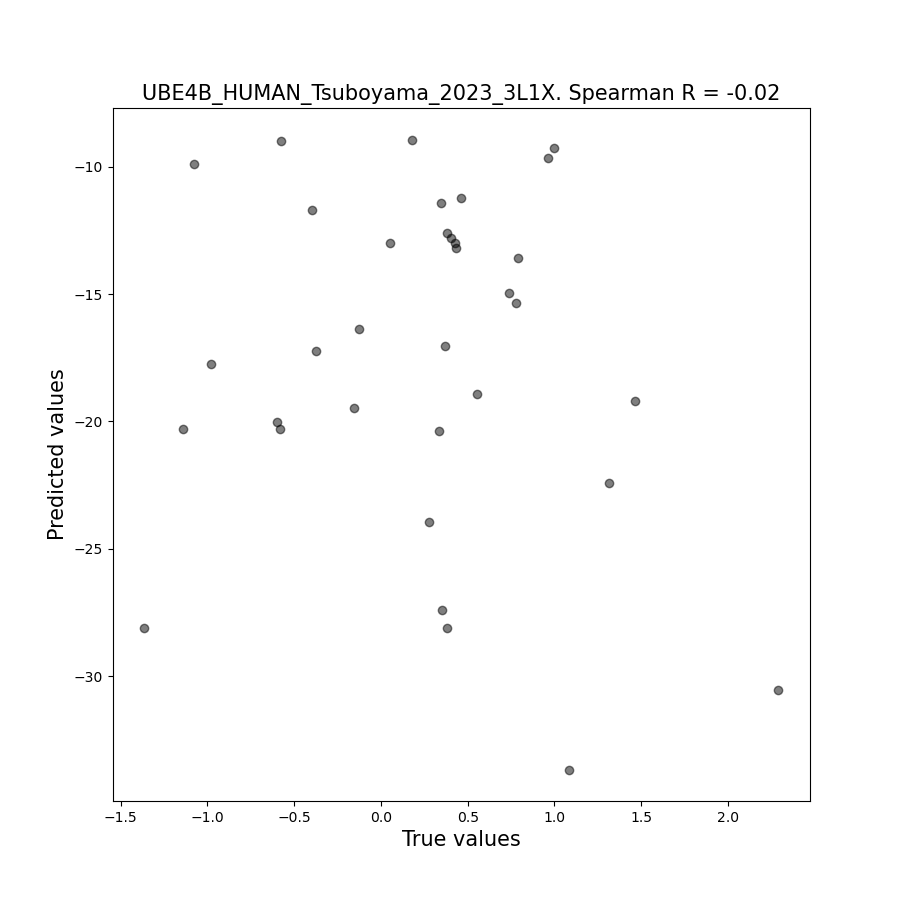 UBE4B_HUMAN_Tsuboyama_2023_3L1X. Spearman R = -0.02
Predicted values
−10
−15
−20
−25
−30
−1.5 −1.0 −0.5 0.0 0.5 1.0 1.5 2.0
True values